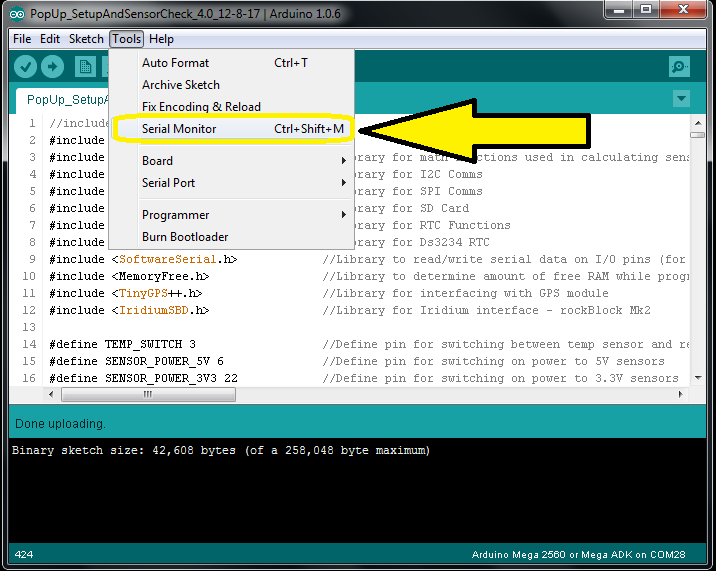 PopUp_SetupAndSensorCheck_4.0_12-8-17 | Arduino 1.0.6
File Edit Sketch Tools Help
Auto Format Ctrl+T
Archive Sketch
Fix Encoding & Reload
Serial Monitor Ctrl+Shift+M
Board
Serial Port
Programmer
Burn Bootloader
PopUp_SetupA
1 //include
2 #include
3 #include ibrary for math functions used in calculating sens
4 #include ibrary for I2C Comms
5 #include ibrary for SPI Comms
6 #include ibrary for SD Card
7 #include ibrary for RTC Functions
8 #include ibrary for Ds3234 RTC
9 #include <SoftwareSerial.h> //Library to read/write serial data on I/O pins (for
10 #include <MemoryFree.h> //Library to determine amount of free RAM while prog
11 #include <TinyGPS++.h> //Library for interfacing with GPS module
12 #include <IridiumSBD.h> //Library for Iridium interface - rockBlock Mk2
13
14 #define TEMP_SWITCH 3 //Define pin for switching between temp sensor and re
15 #define SENSOR_POWER_5V 6 //Define pin for switching on power to 5V sensors
16 #define SENSOR_POWER_3V3 22 //Define pin for switching on power to 3.3V sensors
Done uploading.
Binary sketch size: 42,608 bytes (of a 258,048 byte maximum)
424 Arduino Mega 2560 or Mega ADK on COM28